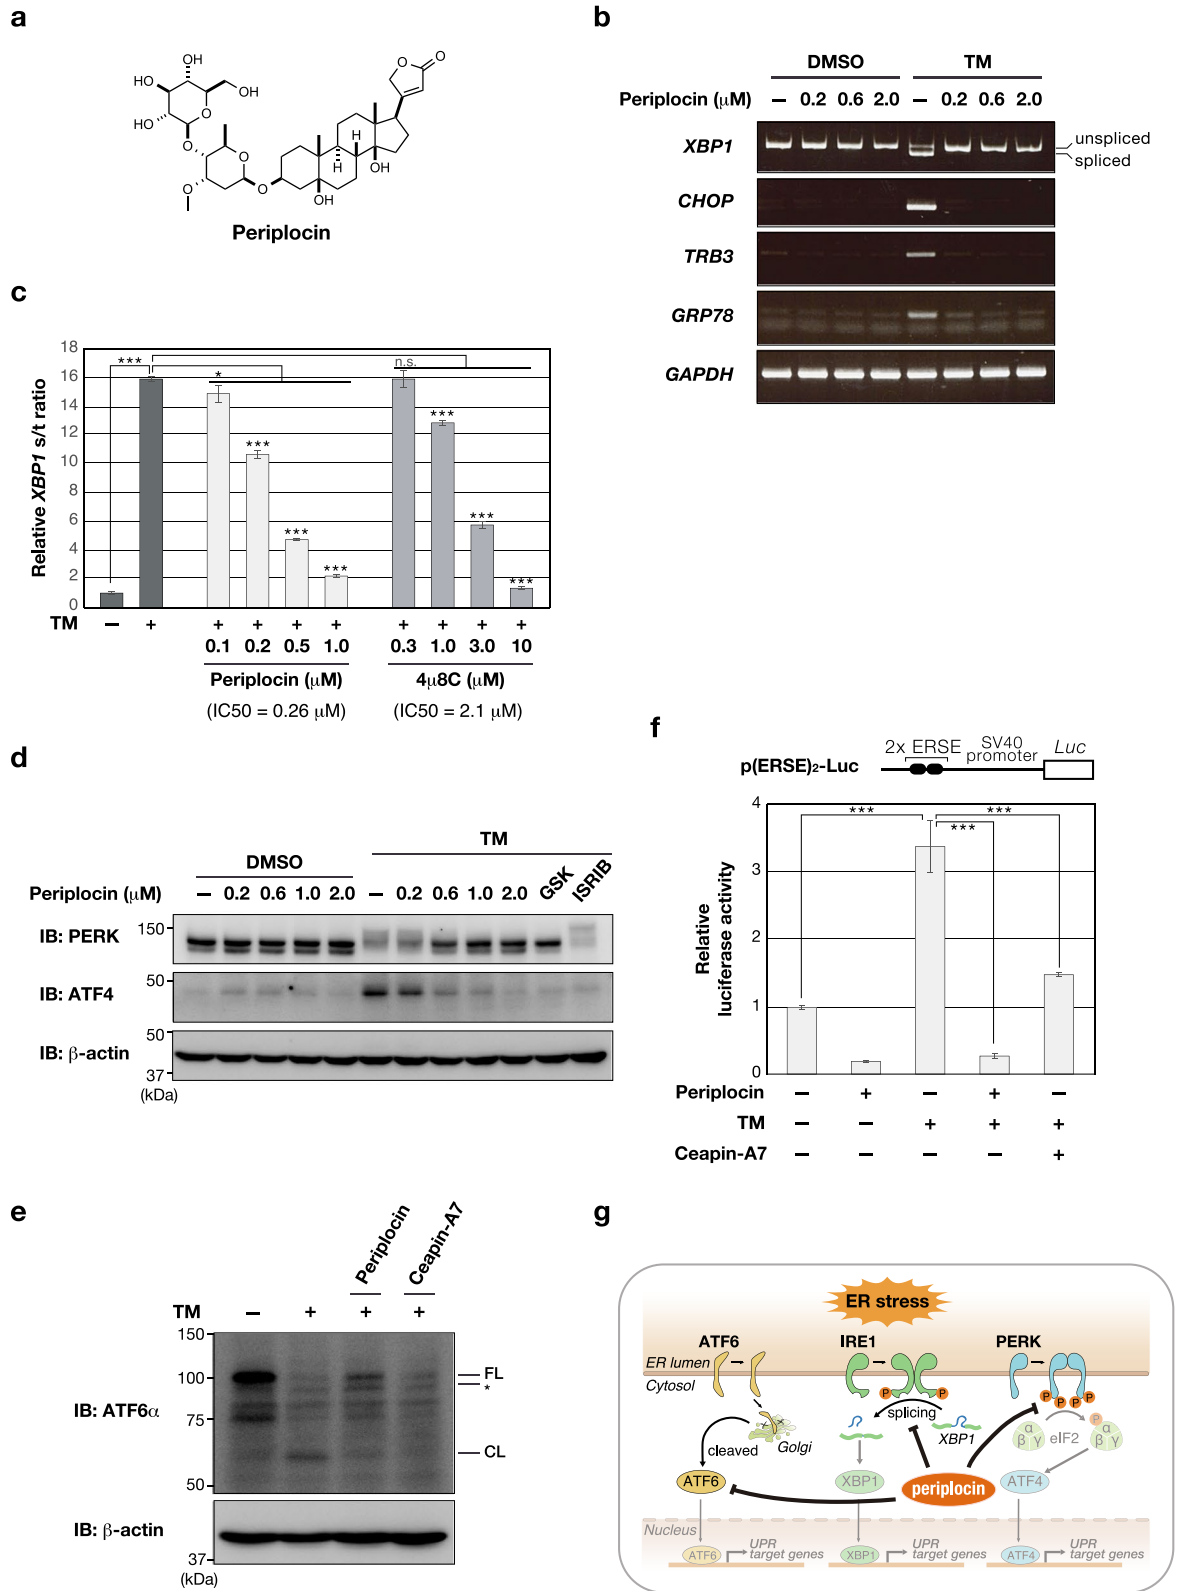 a
OH
HO
OH
HO
HO
O
O
O
O
O
O
O
O
H
H
H
OH
OH
Periplocin
b
DMSO TM
Periplocin (μM) – 0.2 0.6 2.0 – 0.2 0.6 2.0
XBP1
unspliced
spliced
CHOP
TRB3
GRP78
GAPDH
c
Relative XBP1 s/t ratio
18
16
14
12
10
8
6
4
2
0
***
*
***
***
***
n.s.
***
***
***
TM – + + + + + + + + +
0.1 0.2 0.5 1.0 0.3 1.0 3.0 10
Periplocin (μM) 4μ8C (μM)
(IC50 = 0.26 μM) (IC50 = 2.1 μM)
d
TM
DMSO
Periplocin (μM) – 0.2 0.6 1.0 2.0 – 0.2 0.6 1.0 2.0 GSK ISRIB
IB: PERK
150
IB: ATF4
50
IB: β-actin
50
37
(kDa)
e
Periplocin
Ceapin-A7
TM – + + +
150
100
75
50
IB: ATF6α
FL
*
CL
IB: β-actin
37
(kDa)
f
2x ERSE SV40 promoter Luc
p(ERSE)₂-Luc
Relative
luciferase activity
4
3
2
1
0
***
***
***
Periplocin – + – + –
TM – – + + +
Ceapin-A7 – – – – +
g
ER stress
ATF6 IRE1 PERK
ER lumen
Cytosol
P
P
P
P
P
P
splicing
XBP1
Golgi
cleaved
α
β γ
eIF2
P
α
β γ
ATF6
XBP1
periplocin
ATF4
Nucleus
ATF6
UPR
target genes
XBP1
UPR
target genes
ATF4
UPR
target genes